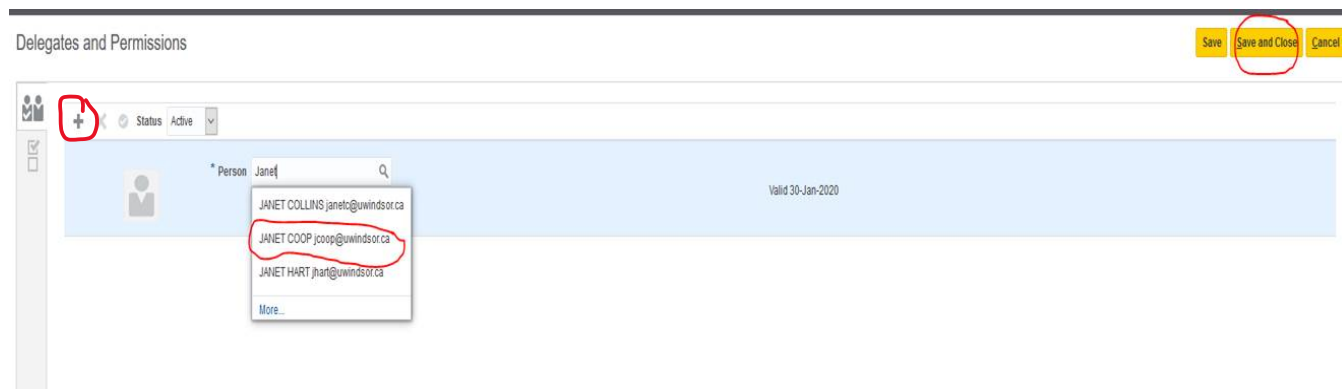 Delegates and Permissions
Save Save and Close Cancel
Status Active
* Person Janet
Valid 30-Jan-2020
JANET COLLINS janetc@uwindsor.ca
JANET COOP jcoop@uwindsor.ca
JANET HART jhart@uwindsor.ca
More...